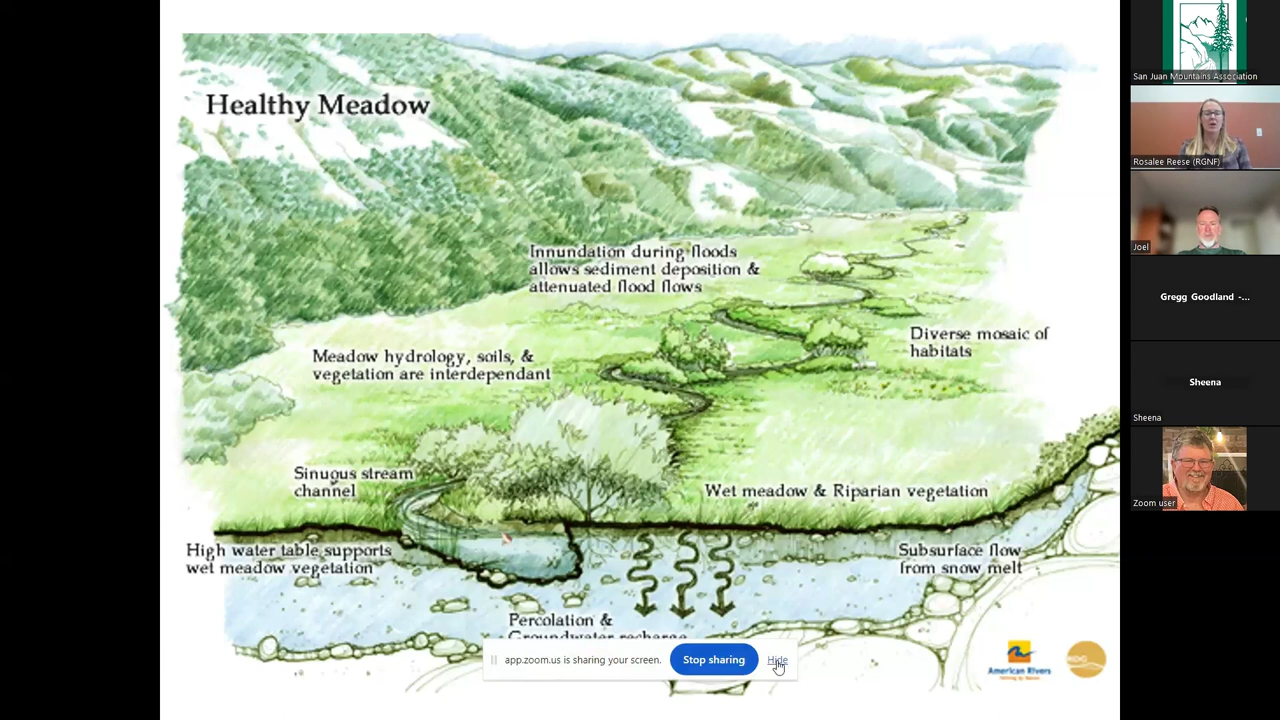 Healthy Meadow
Innundation during floods
allows sediment deposition &
attenuated flood flows
Diverse mosaic of
habitats
Meadow hydrology, soils, &
vegetation are interdependant
Sinuous stream
channel
Wet meadow & Riparian vegetation
High water table supports
wet meadow vegetation
Subsurface flow
from snow melt
Percolation &
Groundwater recharge
app.zoom.us is sharing your screen.
Stop sharing
Hide
American Rivers
San Juan Mountains Association
Rosalee Reese (RGNF)
Joel
Gregg Goodland -...
Sheena
Sheena
Zoom user